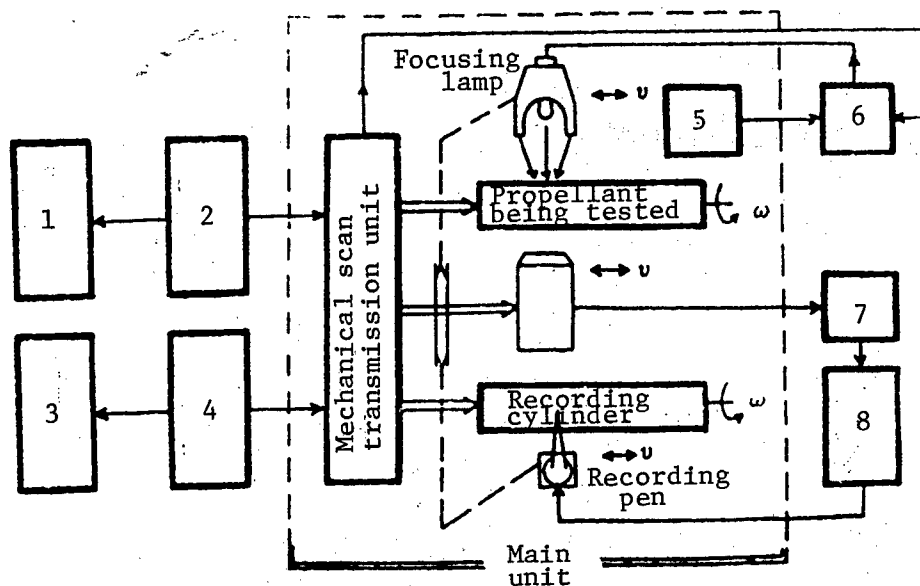 Focusing
lamp
υ
5
6
1
2
Mechanical scan
transmission unit
Propellant
being tested
ω
υ
7
3
4
Recording
cylinder
ω
8
υ
Recording
pen
Main
unit